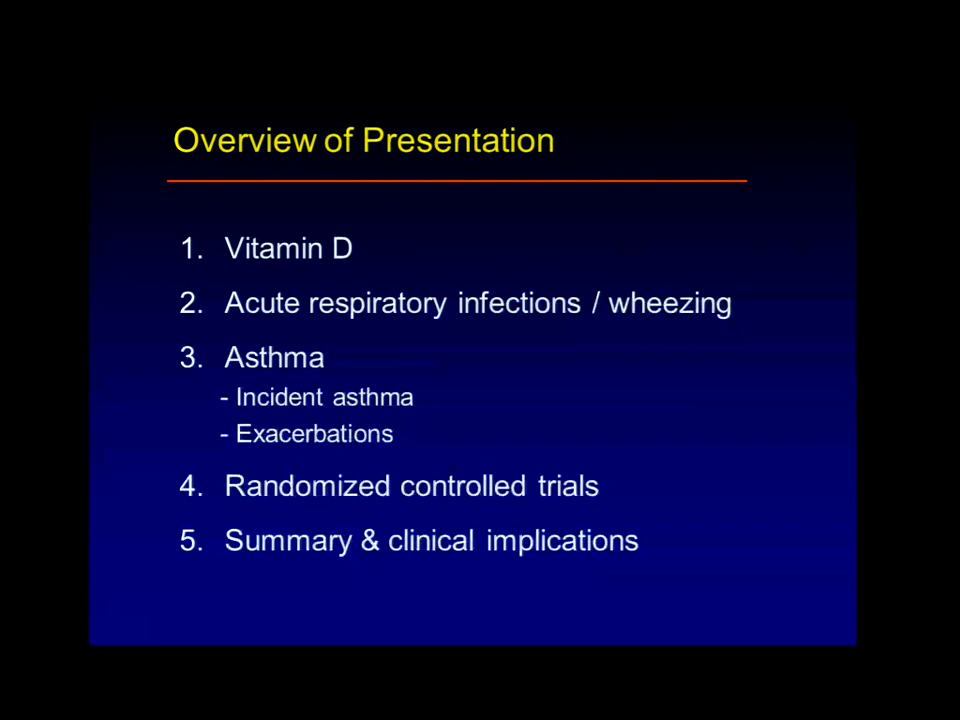 Overview of Presentation
1. Vitamin D
2. Acute respiratory infections / wheezing
3. Asthma
- Incident asthma
- Exacerbations
4. Randomized controlled trials
5. Summary & clinical implications